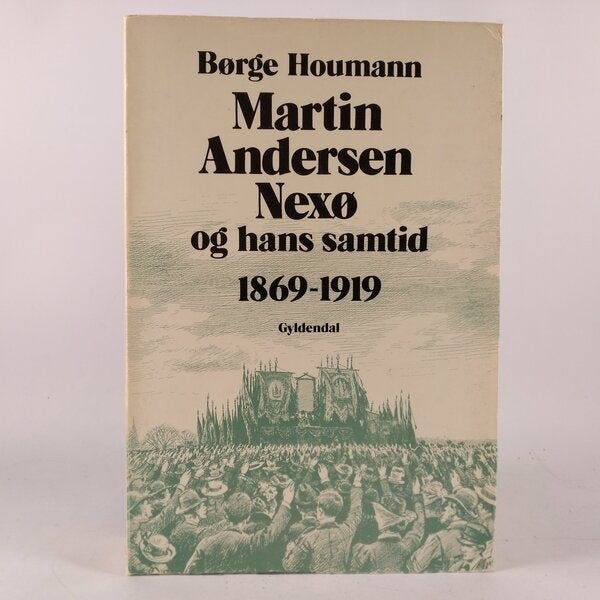 Børge Houmann
Martin
Andersen
Nexø
og hans samtid
1869-1919
Gyldendal